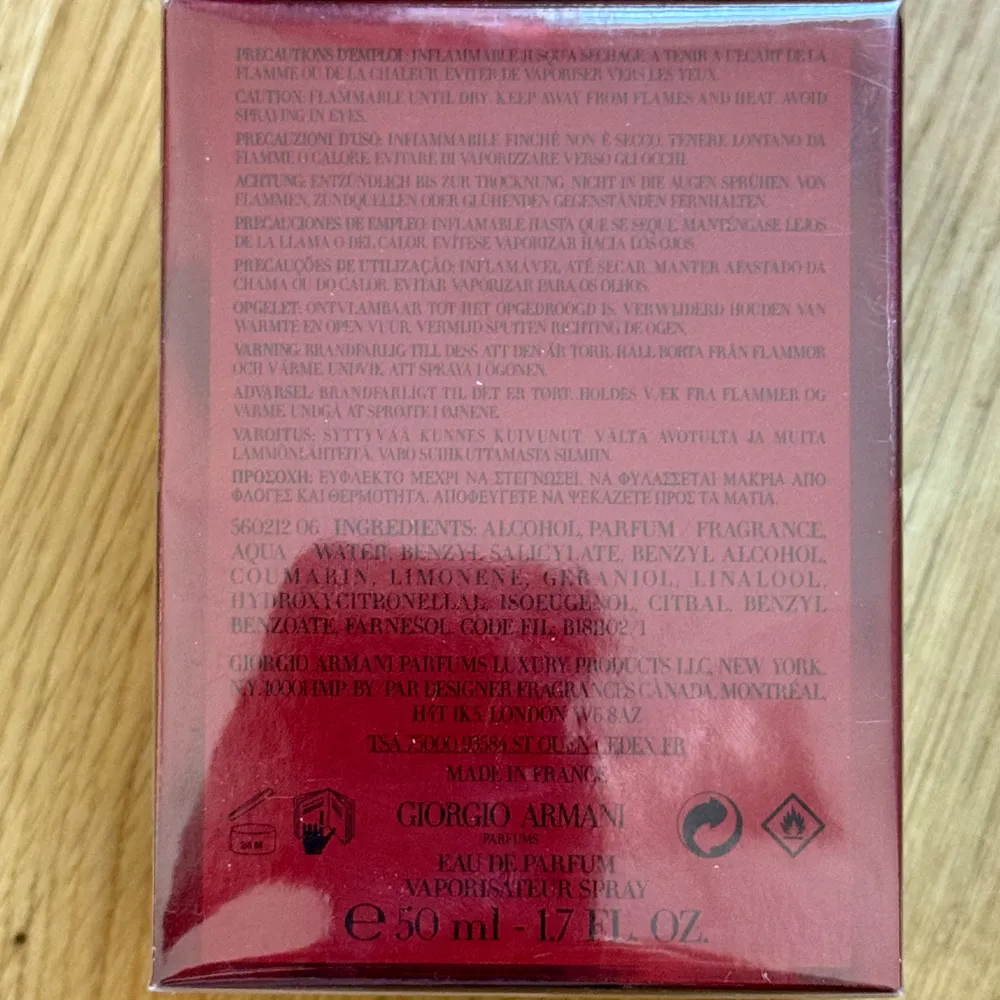 PRECAUTIONS D'EMPLOI: INFLAMMABLE JUSQU'A SECHAGE. A TENIR A L'ECART DE LA
FLAMME OU DE LA CHALEUR. EVITER DE VAPORISER VERS LES YEUX.
CAUTION: FLAMMABLE UNTIL DRY. KEEP AWAY FROM FLAMES AND HEAT. AVOID
SPRAYING IN EYES.
PRECAUZIONI D'USO: INFIAMMABILE FINCHÉ NON È SECCO. TENERE LONTANO DA
FIAMME O CALORE. EVITARE DI VAPORIZZARE VERSO GLI OCCHI.
ACHTUNG: ENTZÜNDLICH BIS ZUR TROCKNUNG. NICHT IN DIE AUGEN SPRÜHEN. VON
FLAMMEN, ZUNDQUELLEN ODER GLÜHENDEN GEGENSTÄNDEN FERNHALTEN.
PRECAUCIONES DE EMPLEO: INFLAMABLE HASTA QUE SE SEQUE. MANTÉNGASE LEJOS
DE LA LLAMA O DEL CALOR. EVÍTESE VAPORIZAR HACIA LOS OJOS.
PRECAUÇÕES DE UTILIZAÇÃO: INFLAMÁVEL ATÉ SECAR. MANTER AFASTADO DA
CHAMA OU DO CALOR. EVITAR VAPORIZAR PARA OS OLHOS.
OPGELET: ONTVLAMBAAR TOT HET OPGEDROOGD IS. VERWIJDERD HOUDEN VAN
WARMTE EN OPEN VUUR. VERMIJD SPUITEN RICHTING DE OGEN.
VARNING: BRANDFARLIG TILL DESS ATT DEN ÄR TORR. HÅLL BORTA FRÅN FLAMMOR
OCH VÄRME. UNDVIK ATT SPRAYA I ÖGONEN.
ADVARSEL: BRANDFARLIGT TIL DET ER TØRT. HOLDES VÆK FRA FLAMMER OG
VARME. UNDGÅ AT SPRØJTE I ØJNENE.
VAROITUS: SYTTYVÄÄ KUNNES KUIVUNUT. VÄLTÄ AVOTULTA JA MUITA
LÄMMÖNLÄHTEITÄ. VARO SUIHKUTTAMASTA SILMIIN.
ΠΡΟΣΟΧΗ: ΕΥΦΛΕΚΤΟ ΜΕΧΡΙ ΝΑ ΣΤΕΓΝΩΣΕΙ. ΝΑ ΦΥΛΑΣΣΕΤΑΙ ΜΑΚΡΙΑ ΑΠΟ
ΦΛΟΓΕΣ ΚΑΙ ΘΕΡΜΟΤΗΤΑ. ΑΠΟΦΕΥΓΕΤΕ ΝΑ ΨΕΚΑΖΕΤΕ ΠΡΟΣ ΤΑ ΜΑΤΙΑ.
560212 06 INGREDIENTS: ALCOHOL, PARFUM / FRAGRANCE,
AQUA / WATER, BENZYL SALICYLATE, BENZYL ALCOHOL,
COUMARIN, LIMONENE, GERANIOL, LINALOOL,
HYDROXYCITRONELLAL, ISOEUGENOL, CITRAL, BENZYL
BENZOATE, FARNESOL. CODE FIL: B18802/1
GIORGIO ARMANI PARFUMS LUXURY PRODUCTS LLC, NEW YORK,
N.Y. 10001 IMP. BY / PAR DESIGNER FRAGRANCES CANADA, MONTRÉAL,
H4T 1K5. LONDON W6 8AZ
TSA 75000 93584 ST OUEN CEDEX FR
MADE IN FRANCE
GIORGIO ARMANI
PARFUMS
EAU DE PARFUM
VAPORISATEUR SPRAY
℮ 50 ml - 1.7 FL. OZ.